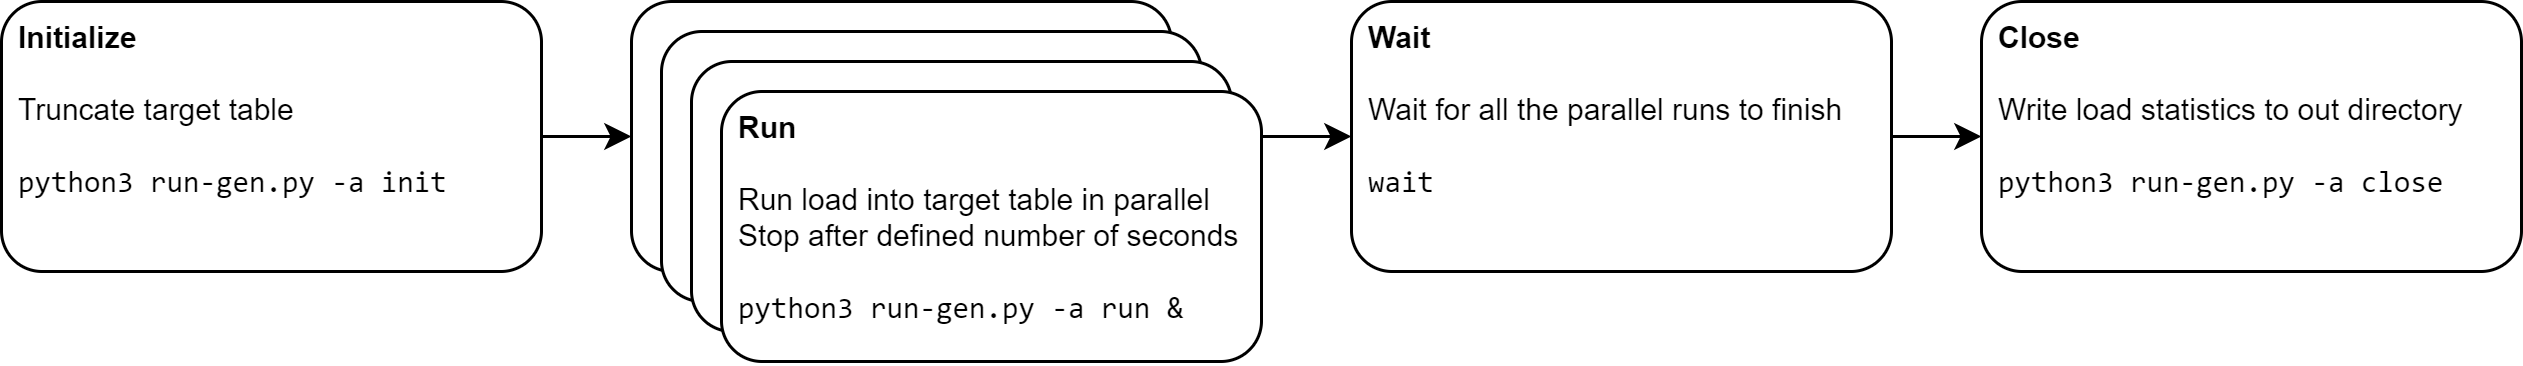 Initialize
Truncate target table
python3 run-gen.py -a init
Run
Run load into target table in parallel
Stop after defined number of seconds
python3 run-gen.py -a run &
Wait
Wait for all the parallel runs to finish
wait
Close
Write load statistics to out directory
python3 run-gen.py -a close